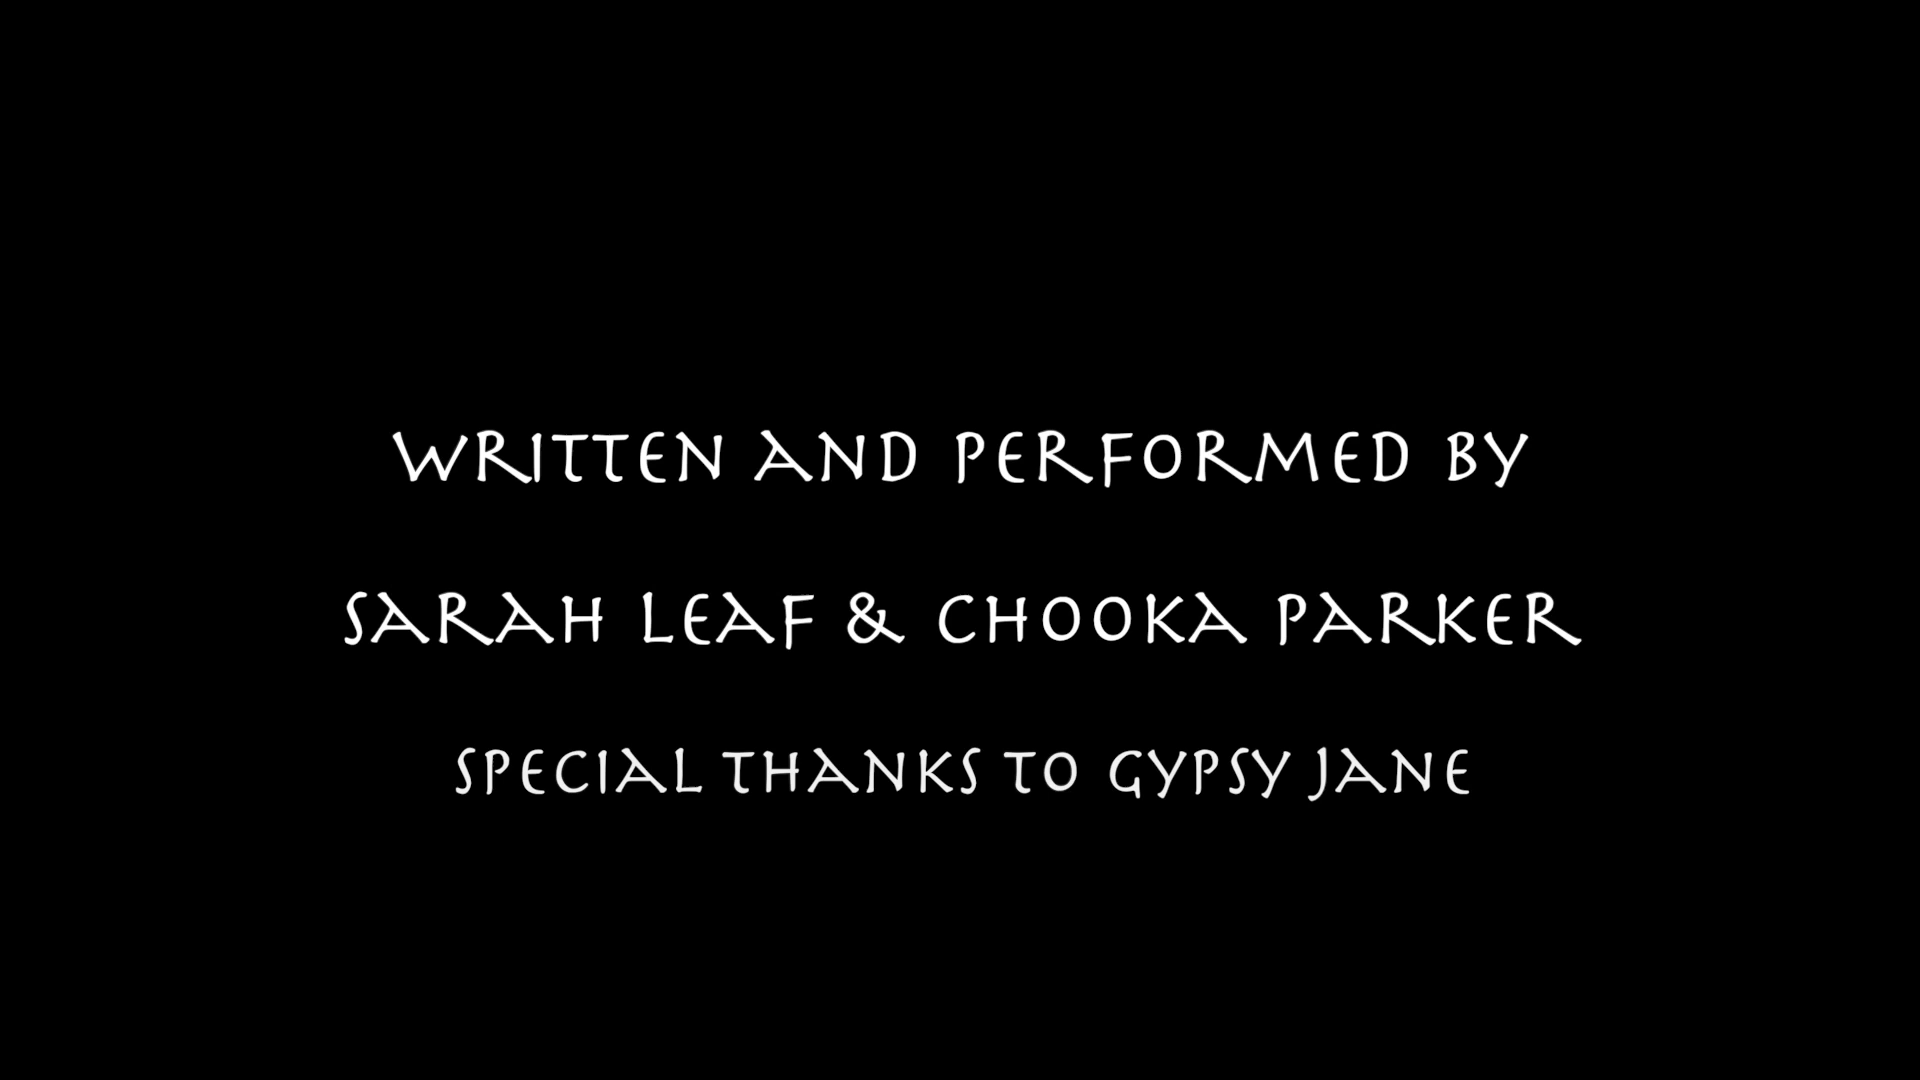 WRITTEN AND PERFORMED BY
SARAH LEAF & CHOOKA PARKER
SPECIAL THANKS TO GYPSY JANE